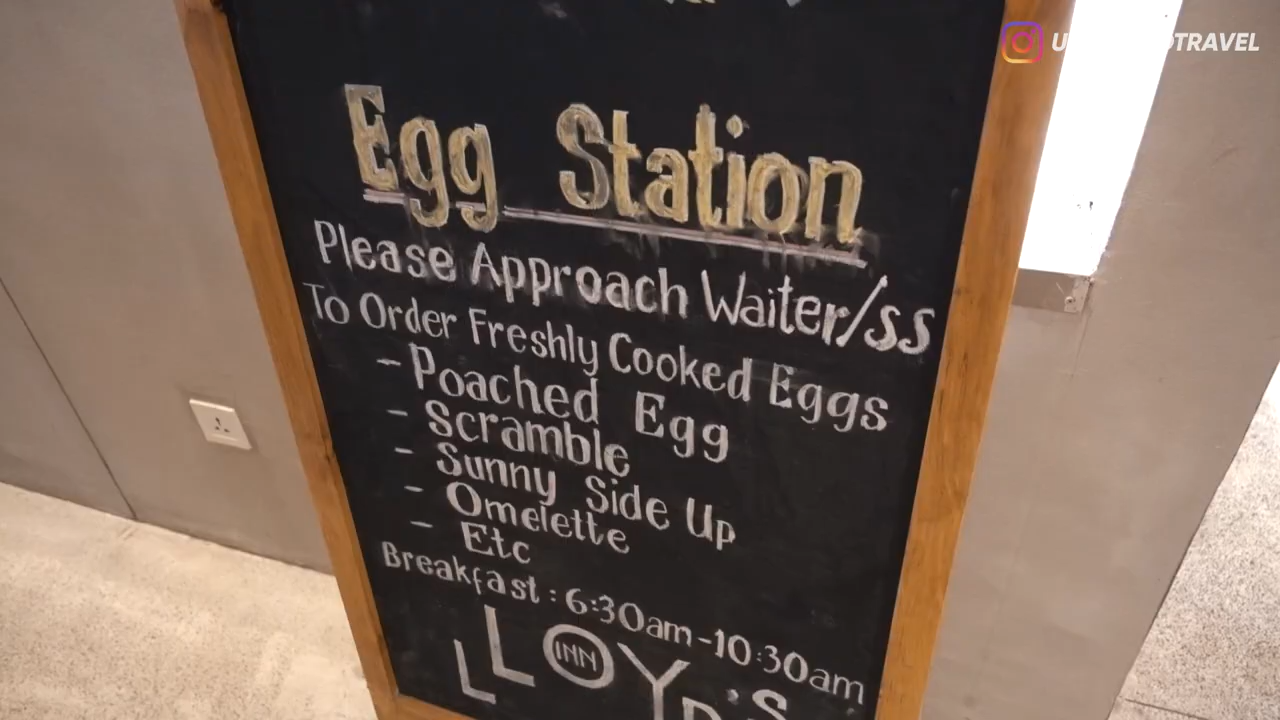 TRAVEL
Egg Station
Please Approach Waiter/ss
To Order Freshly Cooked Eggs
- Poached Egg
- Scramble
- Sunny Side Up
- Omelette
- Etc
Breakfast : 6:30am-10:30am
LLOYD'S
INN